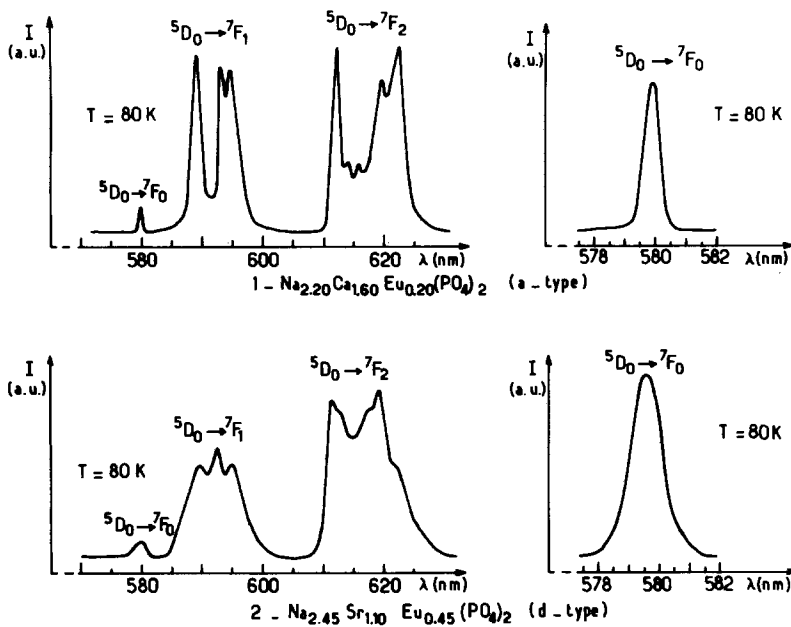 I
(a.u.)
⁵D₀→⁷F₁
⁵D₀→⁷F₂
T = 80 K
⁵D₀→⁷F₀
580
600
620
λ(nm)
I
(a.u.)
⁵D₀→⁷F₀
T = 80 K
578
580
582
λ(nm)
1 - Na₂.₂₀Ca₁.₆₀ Eu₀.₂₀(PO₄)₂ (a-type)
I
(a.u.)
⁵D₀→⁷F₁
⁵D₀→⁷F₂
T = 80 K
⁵D₀→⁷F₀
580
600
620
λ(nm)
I
(a.u.)
⁵D₀→⁷F₀
T = 80K
578
580
582
λ(nm)
2 - Na₂.₄₅ Sr₁.₁₀ Eu₀.₄₅(PO₄)₂ (d-type)